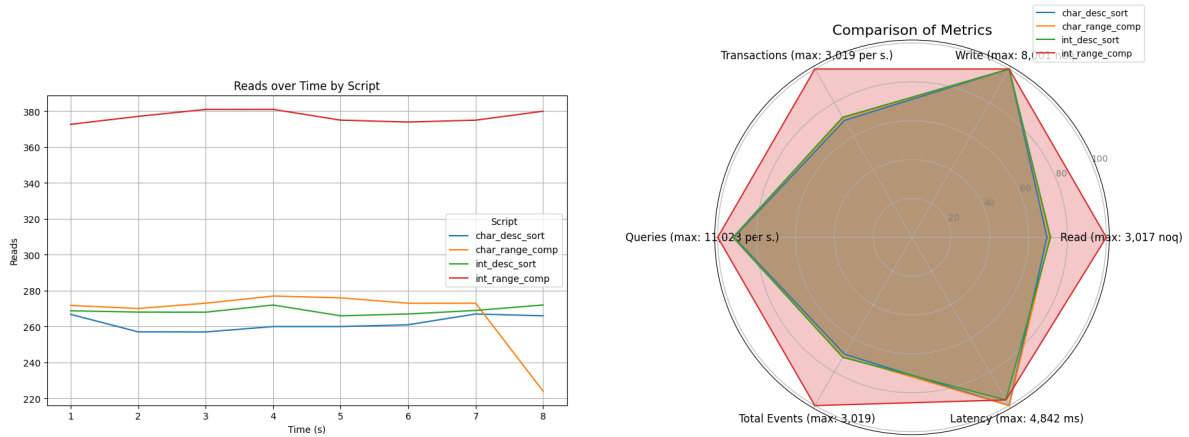 Reads over Time by Script
Reads
380
360
340
320
300
280
260
240
220
1 2 3 4 5 6 7 8
Time (s)
Script
char_desc_sort
char_range_comp
int_desc_sort
int_range_comp
Comparison of Metrics
char_desc_sort
char_range_comp
int_desc_sort
int_range_comp
Transactions (max: 3,019 per s.)
Write (max:
100
80
60
40
20
Queries (max: 11,023 per s.)
Read (max: 3,017 noq)
Total Events (max: 3,019)
Latency (max: 4,842 ms)